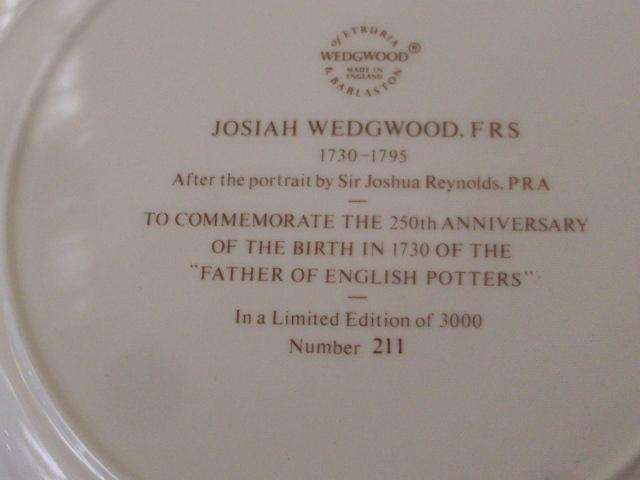 of ETRURIA
WEDGWOOD®
MADE IN
ENGLAND
& BARLASTON
JOSIAH WEDGWOOD. FRS
1730-1795
After the portrait by Sir Joshua Reynolds. PRA
TO COMMEMORATE THE 250th ANNIVERSARY
OF THE BIRTH IN 1730 OF THE
"FATHER OF ENGLISH POTTERS"
In a Limited Edition of 3000
Number 211